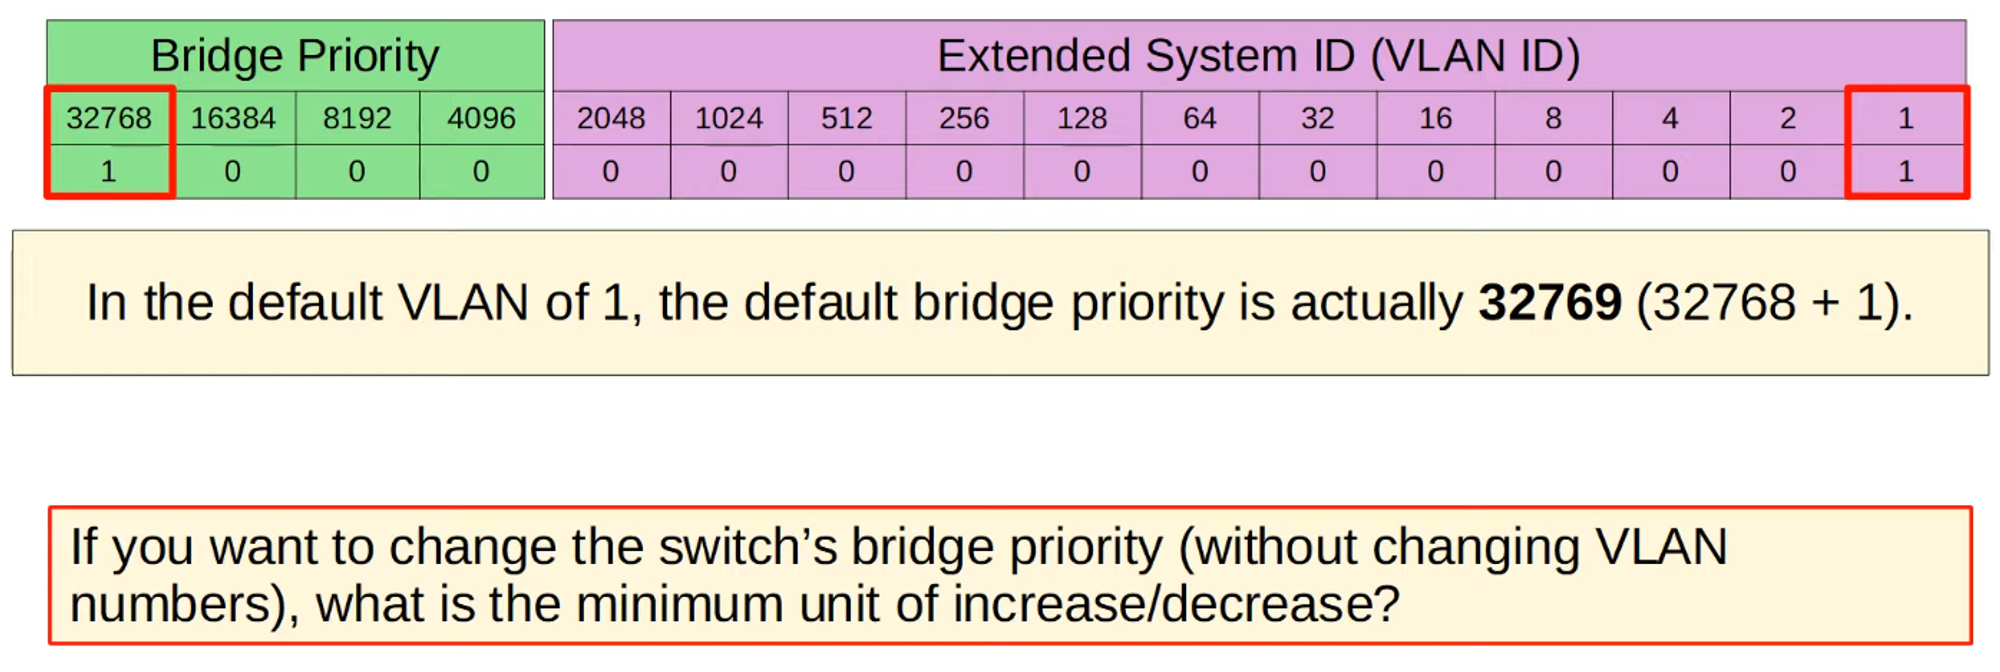 Bridge Priority Extended System ID (VLAN ID)
32768 16384 8192 4096 2048 1024 512 256 128 64 32 16 8 4 2 1
1 0 0 0 0 0 0 0 0 0 0 0 0 0 0 1
In the default VLAN of 1, the default bridge priority is actually 32769 (32768 + 1).
If you want to change the switch’s bridge priority (without changing VLAN
numbers), what is the minimum unit of increase/decrease?